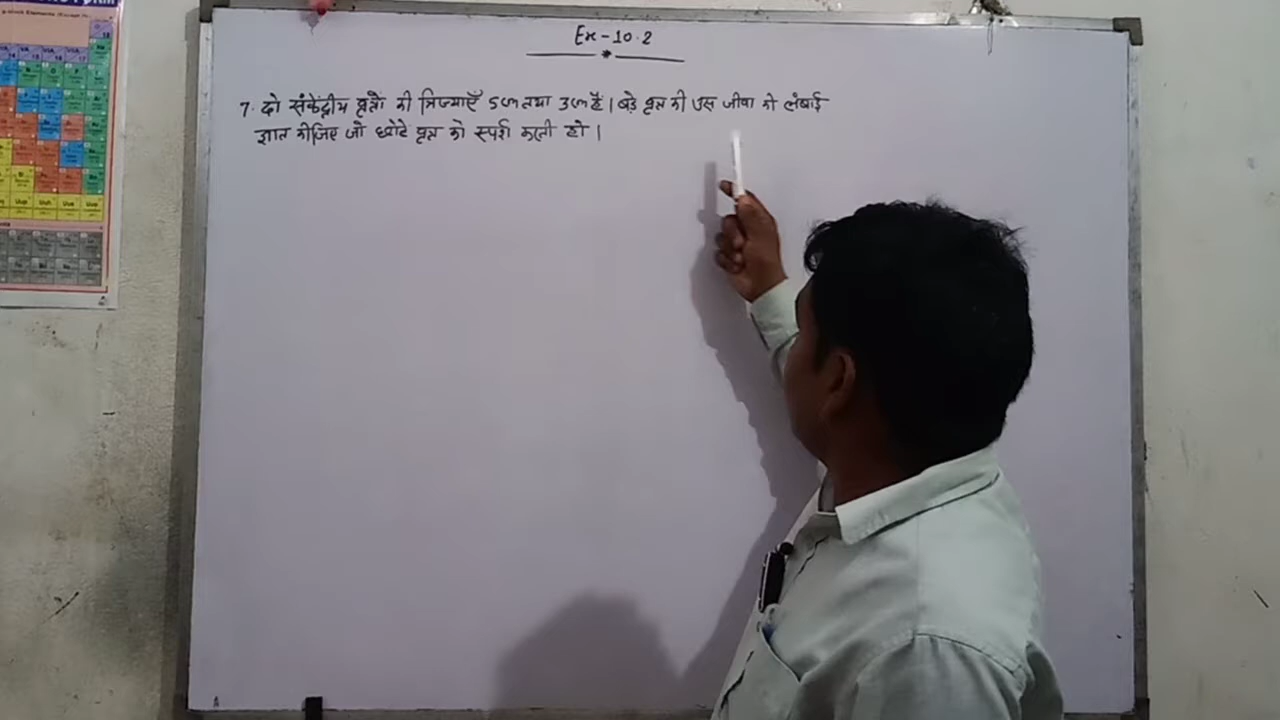 Ex-10.2
7. दो संकेंद्रीय वृत्तों की त्रिज्याएँ 5cm तथा 3cm हैं। बड़े वृत्त की उस जीवा की लंबाई
ज्ञात कीजिए जो छोटे वृत्त को स्पर्श करती हो।